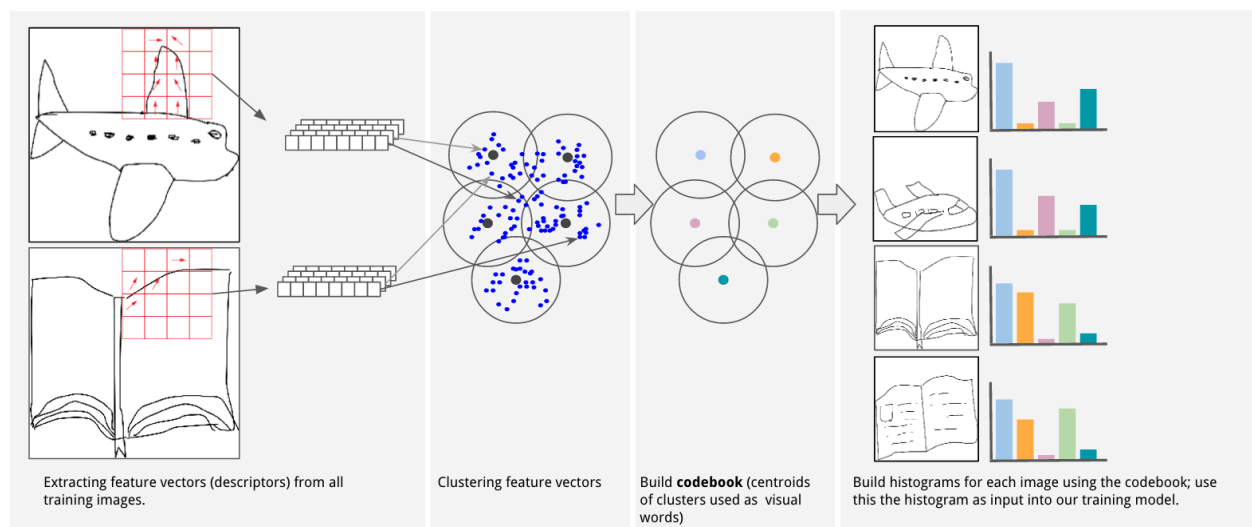 Extracting feature vectors (descriptors) from all
training images.
Clustering feature vectors
Build codebook (centroids
of clusters used as visual
words)
Build histograms for each image using the codebook; use
this the histogram as input into our training model.